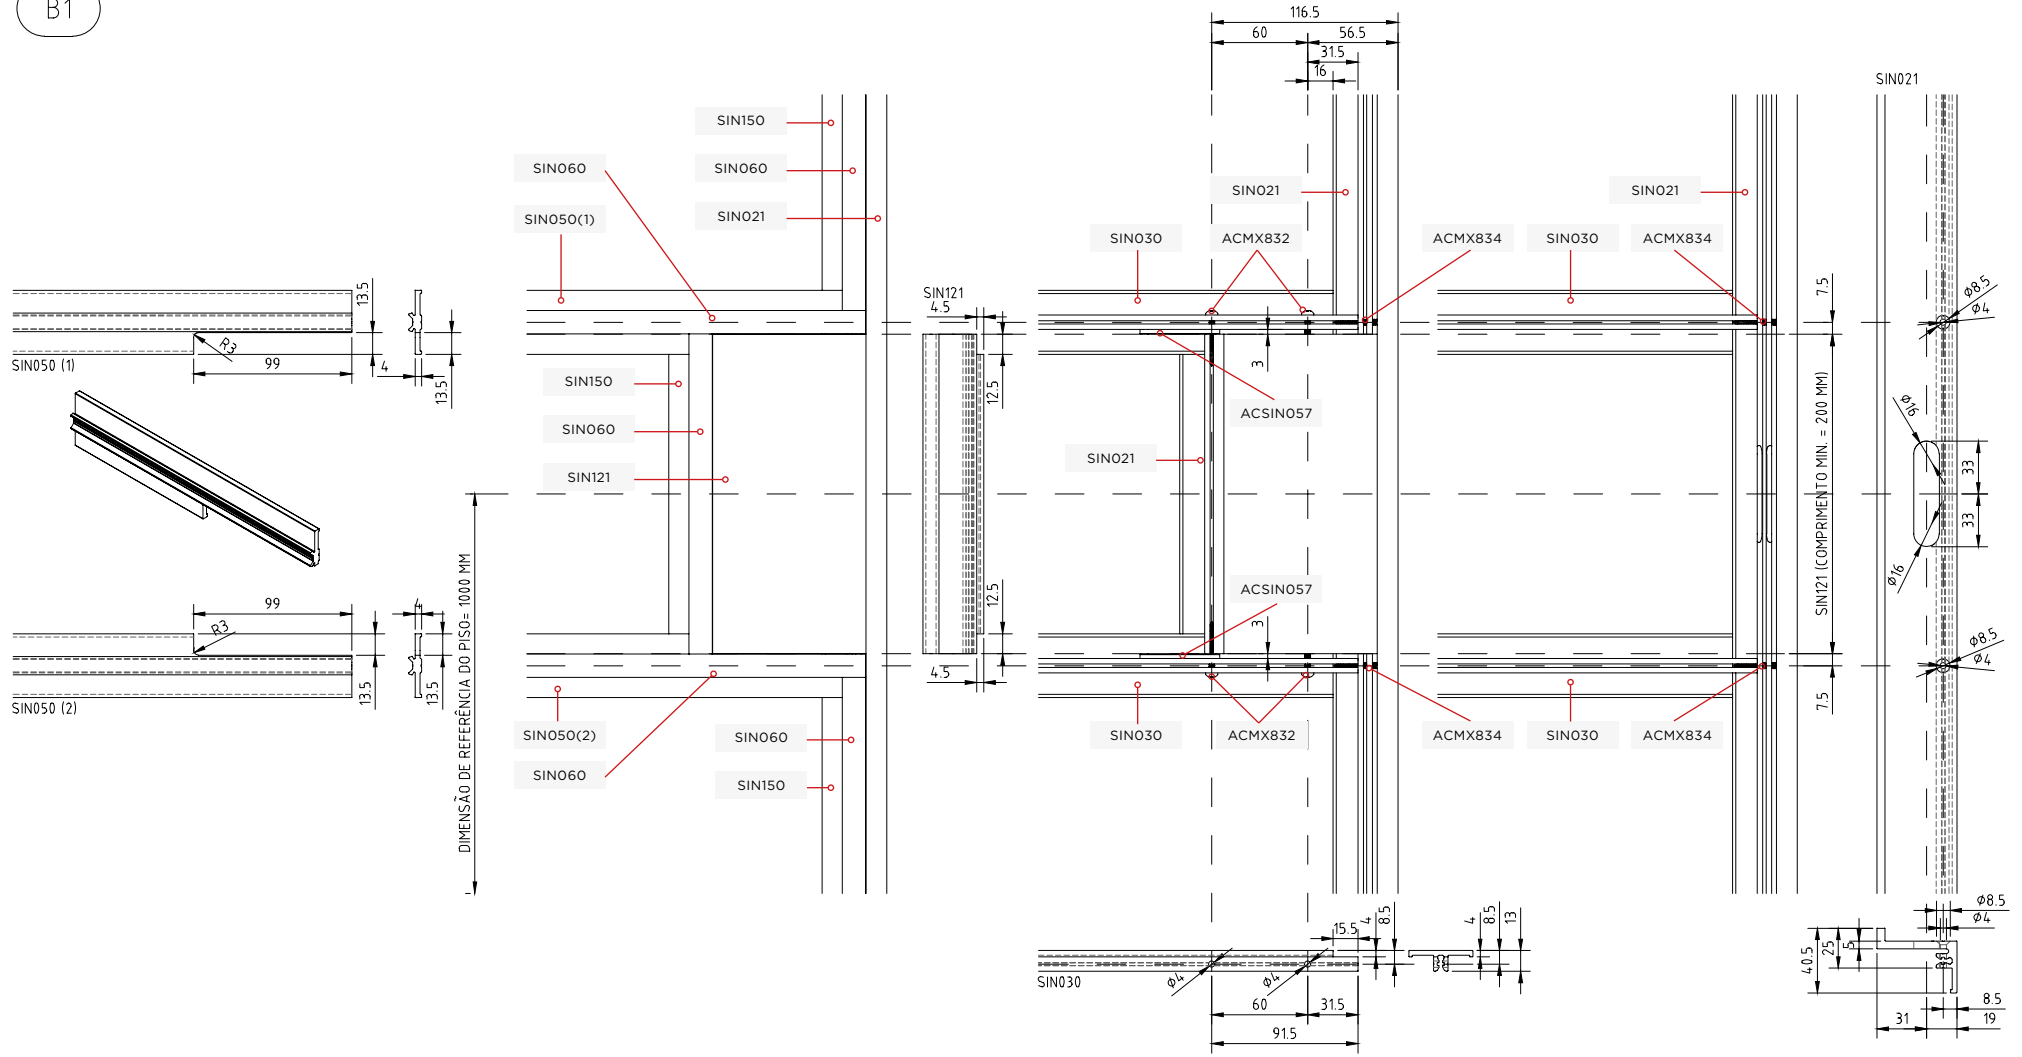 B1
116.5
60
56.5
31.5
16
SIN021
SIN150
SIN060
SIN060
SIN050(1)
SIN021
SIN021
SIN021
SIN030
ACMX832
ACMX834
SIN030
ACMX834
7.5
Ø8.5
Ø4
13.5
R3
99
4
13.5
SIN050 (1)
SIN121
4.5
12.5
3
SIN150
SIN060
SIN121
ACSIN057
SIN021
SIN121 (COMPRIMENTO MIN. = 200 MM)
Ø16
33
33
Ø16
DIMENSÃO DE REFERÊNCIA DO PISO= 1000 MM
99
R3
4
13.5
13.5
SIN050 (2)
12.5
4.5
ACSIN057
3
Ø8.5
Ø4
7.5
SIN050(2)
SIN060
SIN060
SIN150
SIN030
ACMX832
ACMX834
SIN030
ACMX834
15.5
4
8.5
4
8.5
13
SIN030
Ø4
Ø4
60
31.5
91.5
Ø8.5
Ø4
40.5
25
5
8.5
31
19